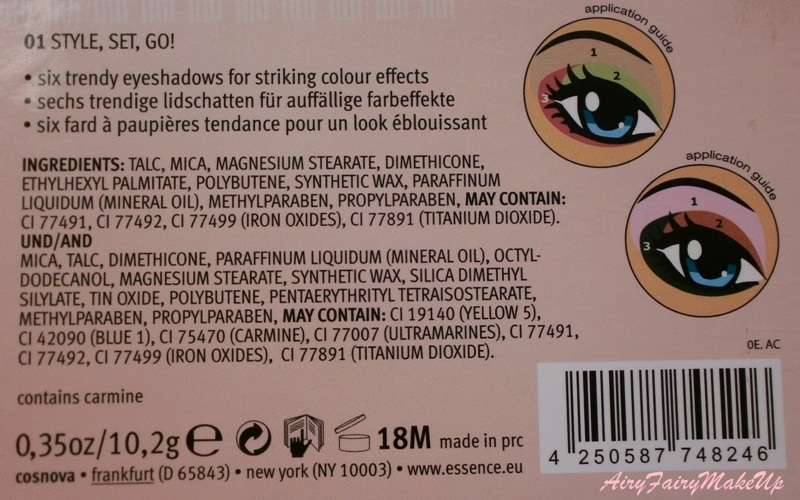 01 STYLE, SET, GO!
• six trendy eyeshadows for striking colour effects
• sechs trendige lidschatten für auffällige farbeffekte
• six fard à paupières tendance pour un look éblouissant
application guide
1
2
3
INGREDIENTS: TALC, MICA, MAGNESIUM STEARATE, DIMETHICONE,
ETHYLHEXYL PALMITATE, POLYBUTENE, SYNTHETIC WAX, PARAFFINUM
LIQUIDUM (MINERAL OIL), METHYLPARABEN, PROPYLPARABEN, MAY CONTAIN:
CI 77491, CI 77492, CI 77499 (IRON OXIDES), CI 77891 (TITANIUM DIOXIDE).
UND/AND
MICA, TALC, DIMETHICONE, PARAFFINUM LIQUIDUM (MINERAL OIL), OCTYL-
DODECANOL, MAGNESIUM STEARATE, SYNTHETIC WAX, SILICA DIMETHYL
SILYLATE, TIN OXIDE, POLYBUTENE, PENTAERYTHRITYL TETRAISOSTEARATE,
METHYLPARABEN, PROPYLPARABEN, MAY CONTAIN: CI 19140 (YELLOW 5),
CI 42090 (BLUE 1), CI 75470 (CARMINE), CI 77007 (ULTRAMARINES), CI 77491,
CI 77492, CI 77499 (IRON OXIDES), CI 77891 (TITANIUM DIOXIDE).
application guide
1
2
3
0E. AC
contains carmine
0,35oz/10,2g e 18M made in prc
cosnova • frankfurt (D 65843) • new york (NY 10003) • www.essence.eu
4 250587 748246
AiryFairyMakeUp